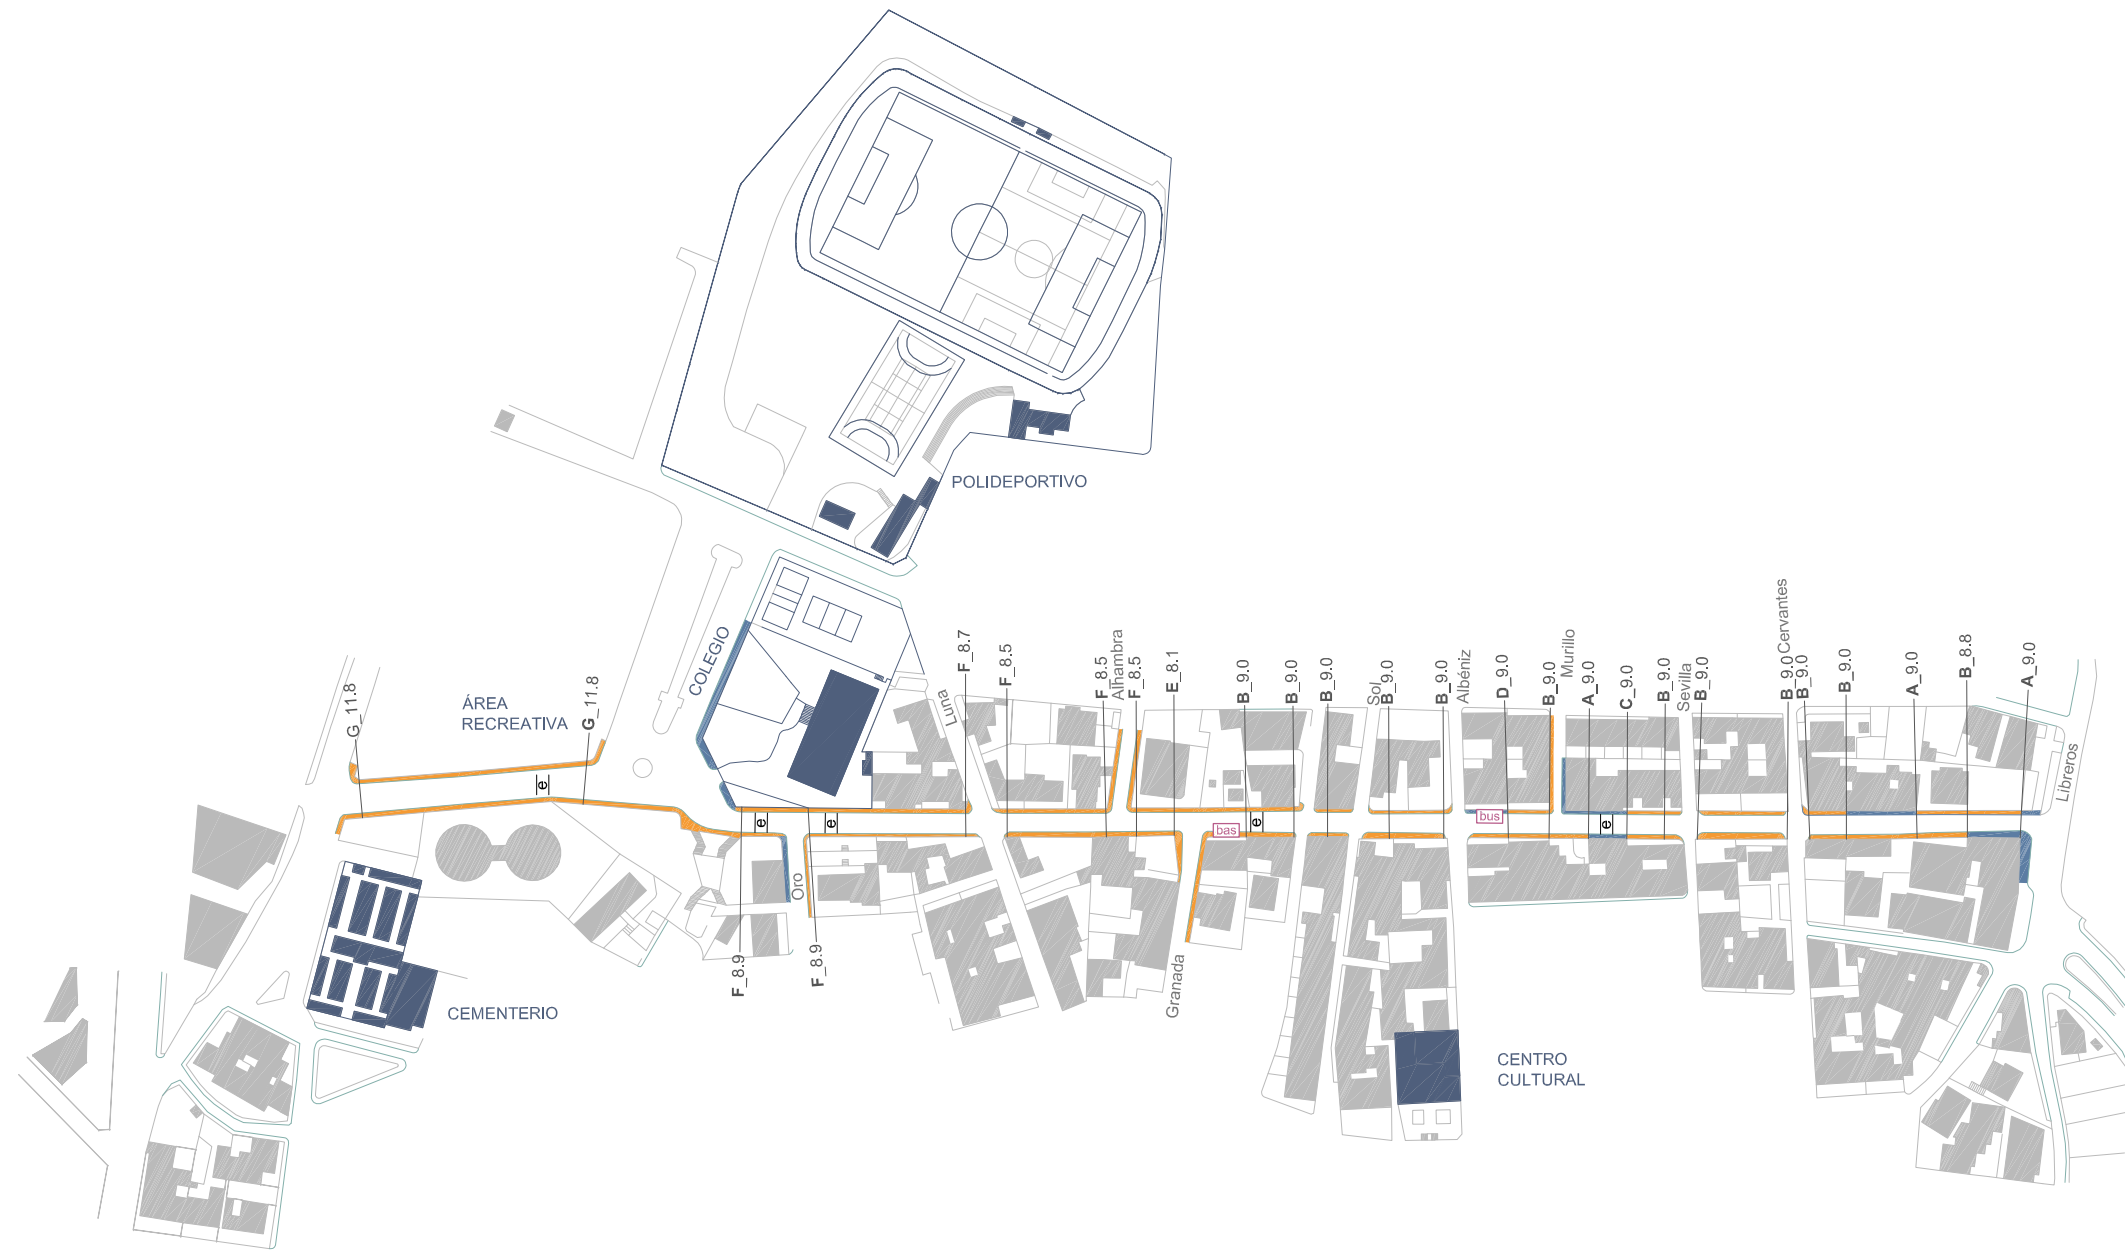 POLIDEPORTIVO
COLEGIO
ÁREA
RECREATIVA
G_11.8
G_11.8
Luna
F_8.7
F_8.5
F_8.5
Alhambra
F_8.5
E_8.1
B_9.0
B_9.0
B_9.0
Sol
B_9.0
B_9.0
Albéniz
D_9.0
B_9.0
Murillo
A_9.0
C_9.0
B_9.0
Sevilla
B_9.0
B_9.0
Cervantes
B_9.0
B_9.0
A_9.0
B_8.8
A_9.0
Libreros
e
e
e
bas
e
bus
e
Oro
F_8.9
F_8.9
Granada
CEMENTERIO
CENTRO
CULTURAL